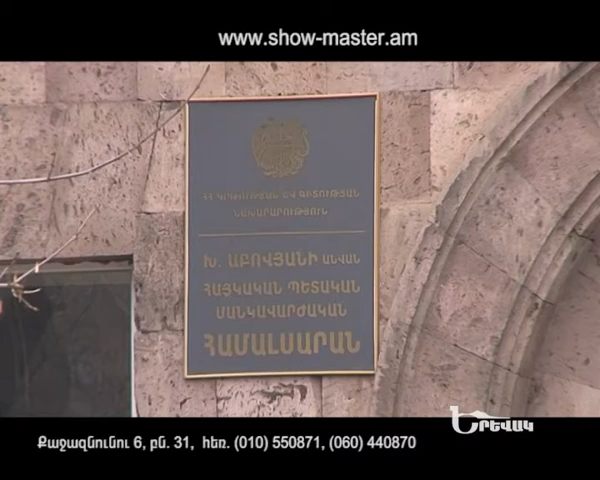 www.show-master.am
ՀՀ ԿՐԹՈՒԹՅԱՆ ԵՎ ԳԻՏՈՒԹՅԱՆ
ՆԱԽԱՐԱՐՈՒԹՅՈՒՆ
Խ. ԱԲՈՎՅԱՆԻ ԱՆՎԱՆ
ՀԱՅԿԱԿԱՆ ՊԵՏԱԿԱՆ
ՄԱՆԿԱՎԱՐԺԱԿԱՆ
ՀԱՄԱԼՍԱՐԱՆ
ԵՐԵՎԱԿ
Քաջազնունու 6, բն. 31, հեռ. (010) 550871, (060) 440870